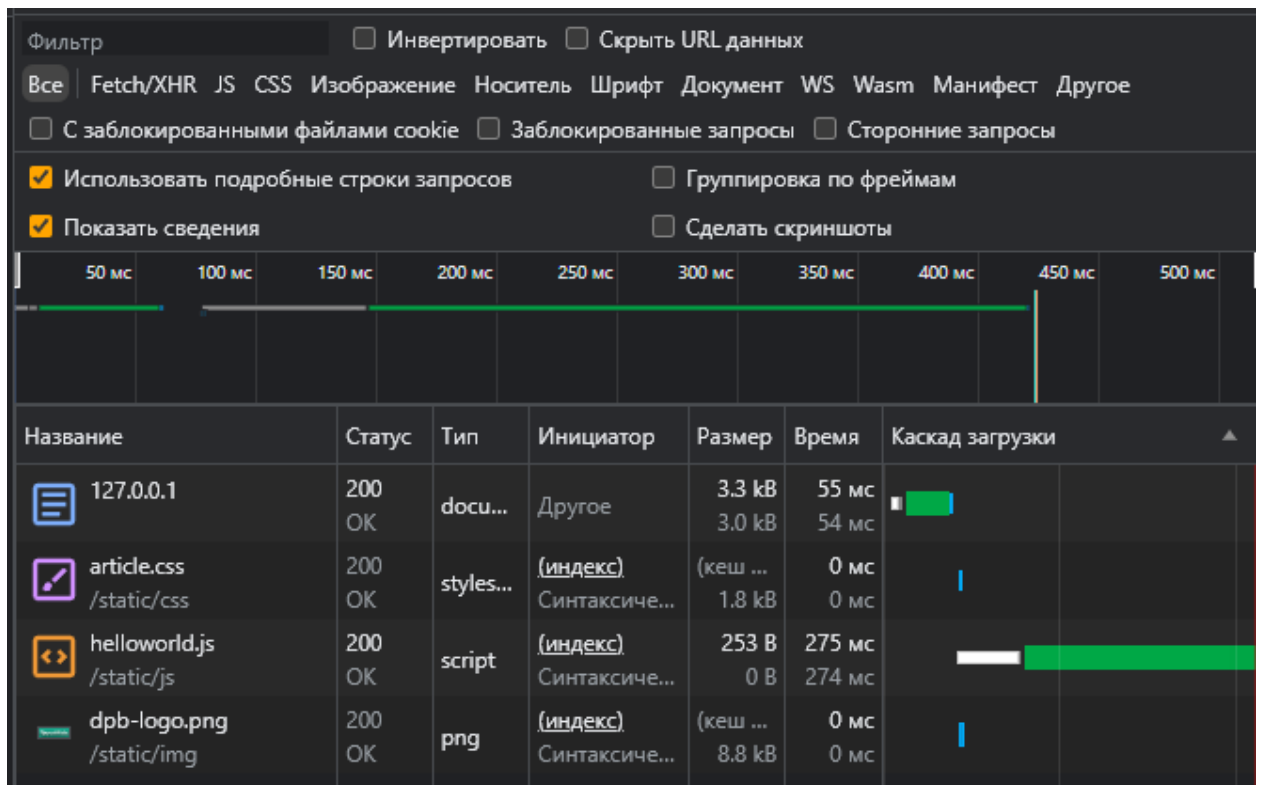 Фильтр Инвертировать Скрыть URL данных
Все Fetch/XHR JS CSS Изображение Носитель Шрифт Документ WS Wasm Манифест Другое
С заблокированными файлами cookie Заблокированные запросы Сторонние запросы
Использовать подробные строки запросов Группировка по фреймам
Показать сведения Сделать скриншоты
50 мс 100 мс 150 мс 200 мс 250 мс 300 мс 350 мс 400 мс 450 мс 500 мс
Название Статус Тип Инициатор Размер Время Каскад загрузки
127.0.0.1 200 docu... Другое 3.3 kB 55 мс
OK 3.0 kB 54 мс
article.css 200 styles... (индекс) (кеш ... 0 мс
/static/css OK Синтаксиче... 1.8 kB 0 мс
helloworld.js 200 script (индекс) 253 B 275 мс
/static/js OK Синтаксиче... 0 B 274 мс
dpb-logo.png 200 png (индекс) (кеш ... 0 мс
/static/img OK Синтаксиче... 8.8 kB 0 мс